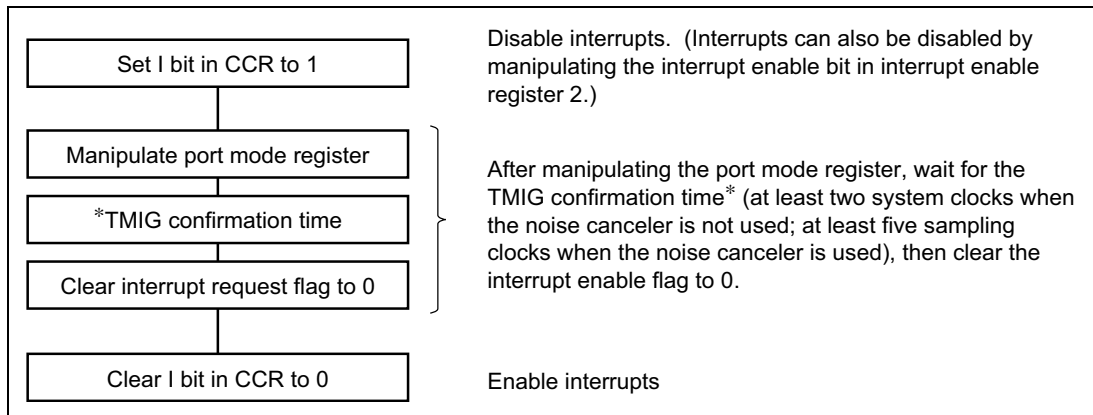 Set I bit in CCR to 1
Disable interrupts. (Interrupts can also be disabled by
manipulating the interrupt enable bit in interrupt enable
register 2.)
Manipulate port mode register
*TMIG confirmation time
Clear interrupt request flag to 0
After manipulating the port mode register, wait for the
TMIG confirmation time* (at least two system clocks when
the noise canceler is not used; at least five sampling
clocks when the noise canceler is used), then clear the
interrupt enable flag to 0.
Clear I bit in CCR to 0
Enable interrupts